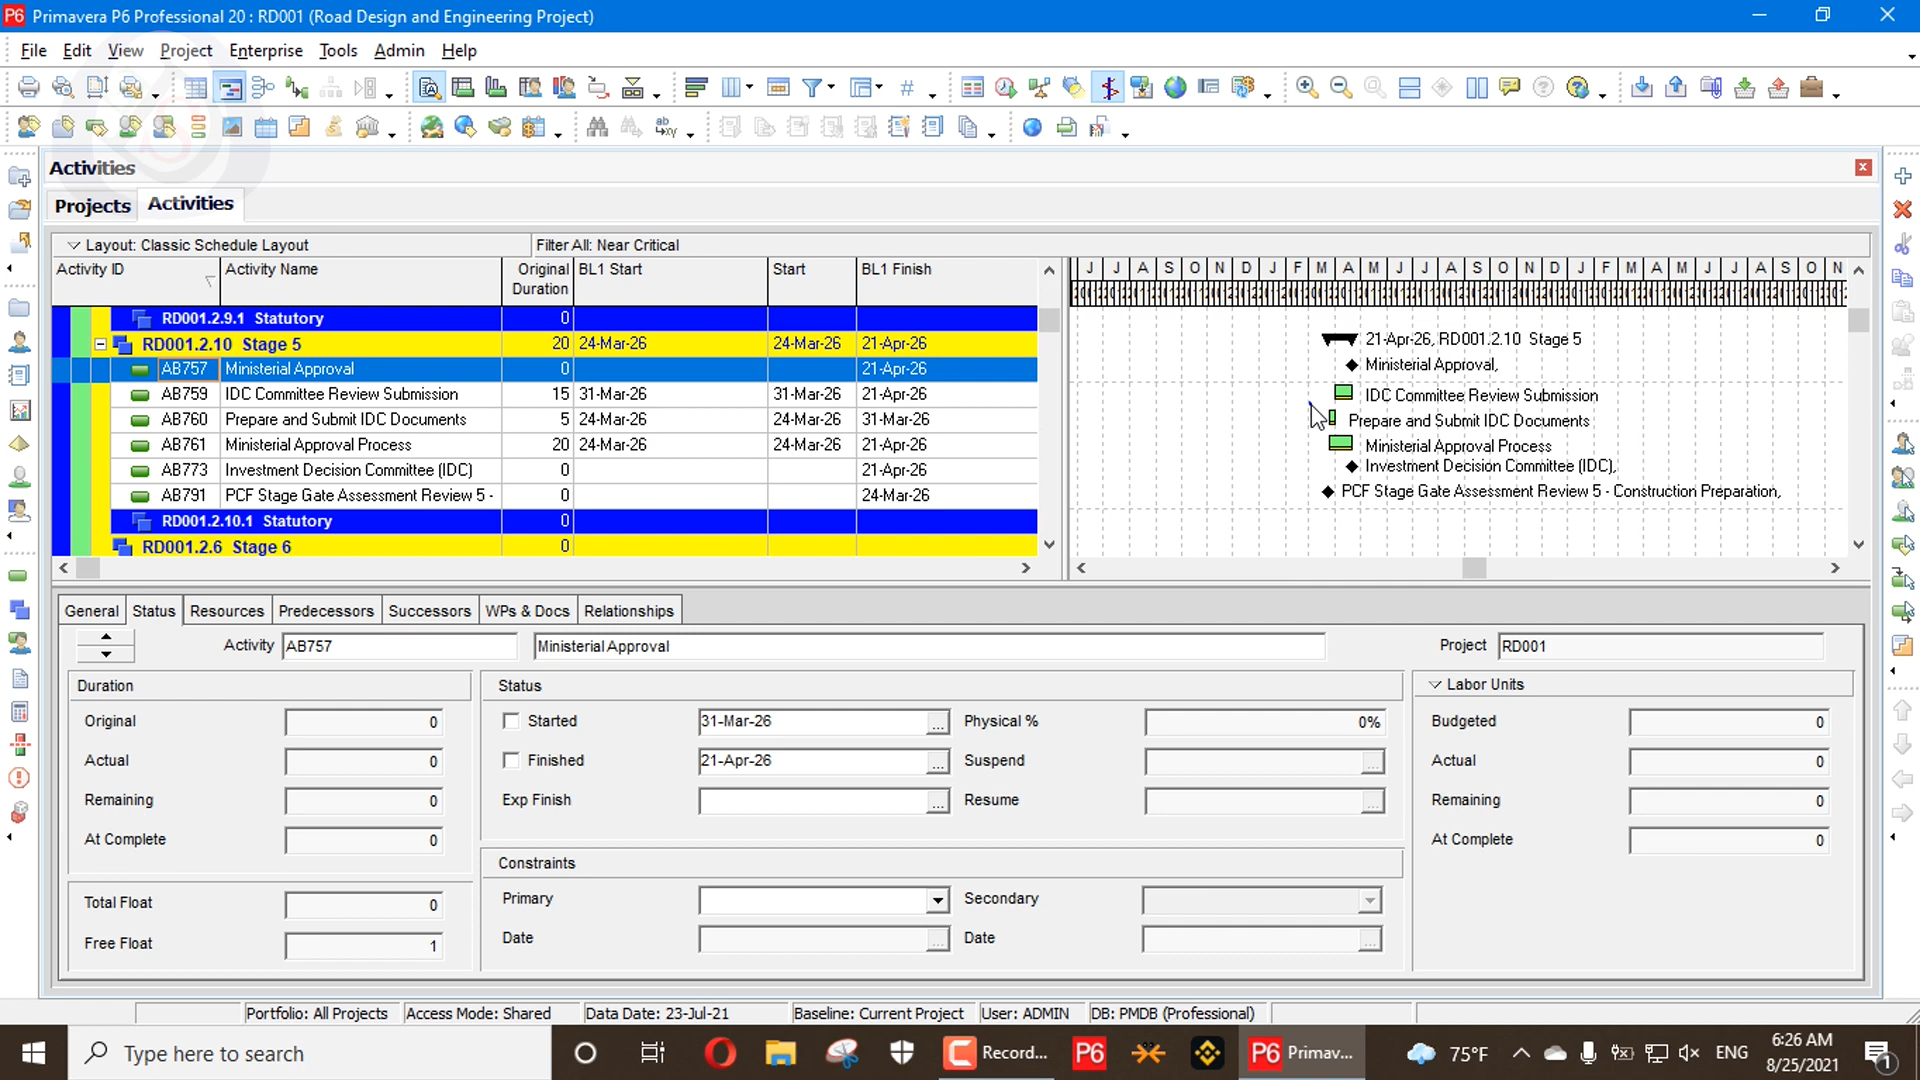 Primavera P6 Professional 20 : RD001 (Road Design and Engineering Project)
File Edit View Project Enterprise Tools Admin Help
Activities
Projects Activities
Layout: Classic Schedule Layout Filter All: Near Critical
Activity ID Activity Name Original Duration BL1 Start Start BL1 Finish
J J A S O N D J F M A M J J A S O N D J F M A M J J A S O N
RD001.2.9.1 Statutory 0
RD001.2.10 Stage 5 20 24-Mar-26 24-Mar-26 21-Apr-26
AB757 Ministerial Approval 0 21-Apr-26
AB759 IDC Committee Review Submission 15 31-Mar-26 31-Mar-26 21-Apr-26
AB760 Prepare and Submit IDC Documents 5 24-Mar-26 24-Mar-26 31-Mar-26
AB761 Ministerial Approval Process 20 24-Mar-26 24-Mar-26 21-Apr-26
AB773 Investment Decision Committee (IDC) 0 21-Apr-26
AB791 PCF Stage Gate Assessment Review 5 - 0 24-Mar-26
RD001.2.10.1 Statutory 0
RD001.2.6 Stage 6 0
21-Apr-26, RD001.2.10 Stage 5
Ministerial Approval,
IDC Committee Review Submission
Prepare and Submit IDC Documents
Ministerial Approval Process
Investment Decision Committee (IDC),
PCF Stage Gate Assessment Review 5 - Construction Preparation,
General Status Resources Predecessors Successors WPs & Docs Relationships
Activity AB757 Ministerial Approval Project RD001
Duration
Original 0
Actual 0
Remaining 0
At Complete 0
Total Float 0
Free Float 1
Status
Started 31-Mar-26 Physical % 0%
Finished 21-Apr-26 Suspend
Exp Finish Resume
Constraints
Primary Secondary
Date Date
Labor Units
Budgeted 0
Actual 0
Remaining 0
At Complete 0
Portfolio: All Projects Access Mode: Shared Data Date: 23-Jul-21 Baseline: Current Project User: ADMIN DB: PMDB (Professional)
Type here to search Record... P6 P6 Primav... 75°F ENG 6:26 AM
8/25/2021 1